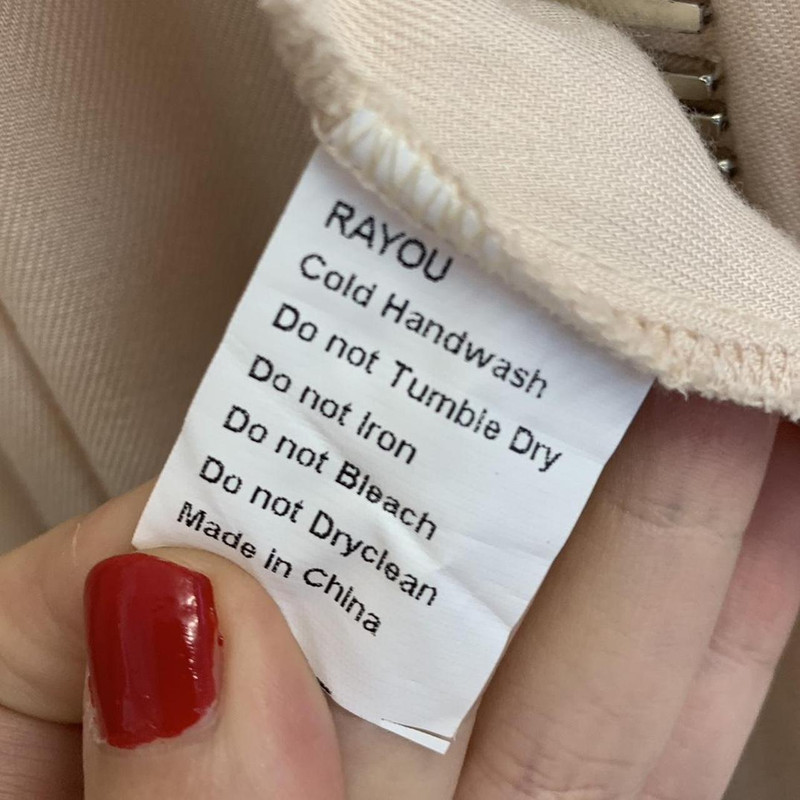 RAYOU
Cold Handwash
Do not Tumble Dry
Do not Iron
Do not Bleach
Do not Dryclean
Made in China